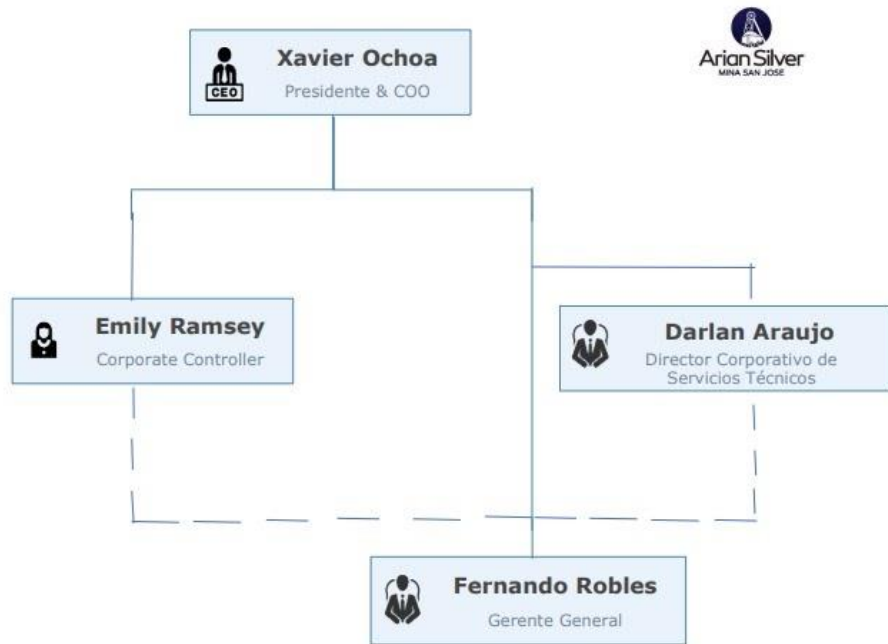 Arian Silver
MINA SAN JOSE
Xavier Ochoa
CEO
Presidente & COO
Emily Ramsey
Corporate Controller
Darlan Araujo
Director Corporativo de
Servicios Técnicos
Fernando Robles
Gerente General